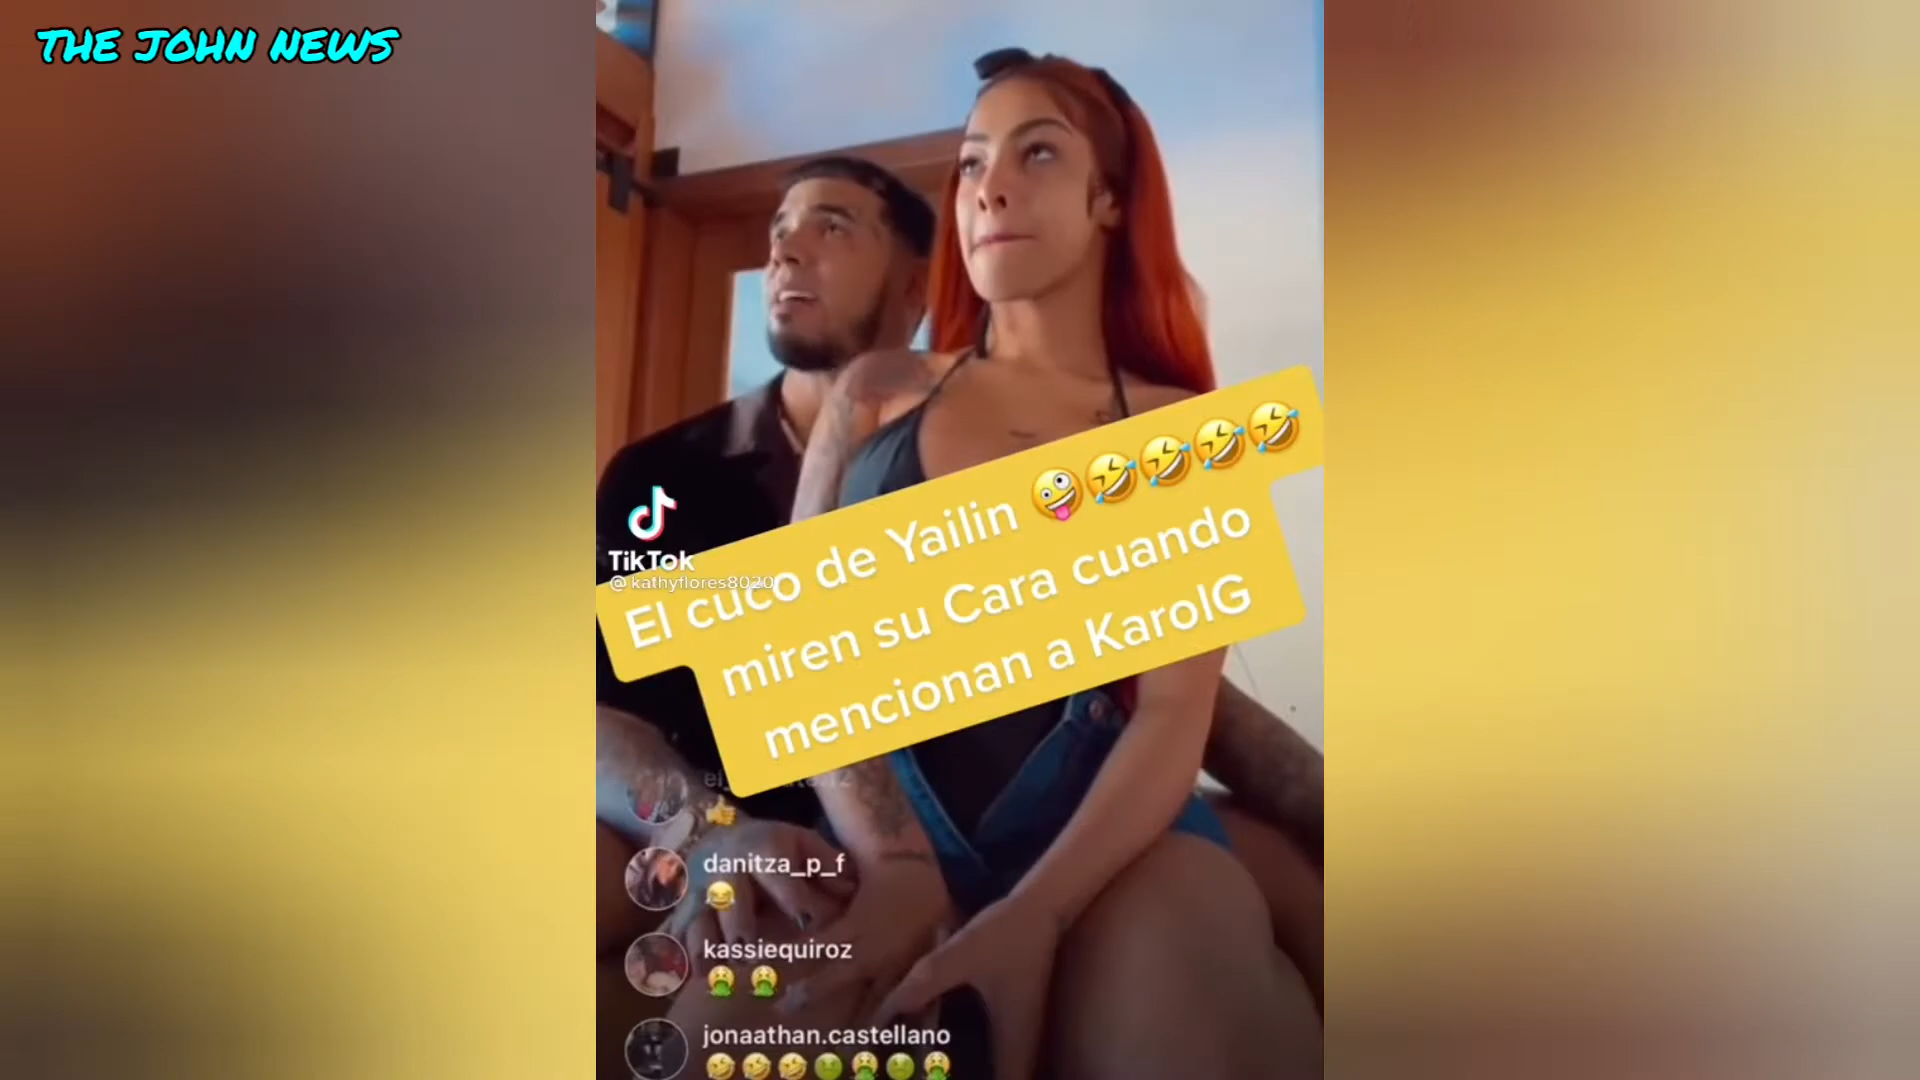 THE JOHN NEWS
El cuco de Yailin 🤪🤣🤣🤣🤣
miren su Cara cuando
mencionan a KarolG
TikTok
@kathyflores8020
👍
danitza_p_f
😂
kassiequiroz
🤮 🤮
jonaathan.castellano
🤣🤣🤣🤢🤮🤢🤮